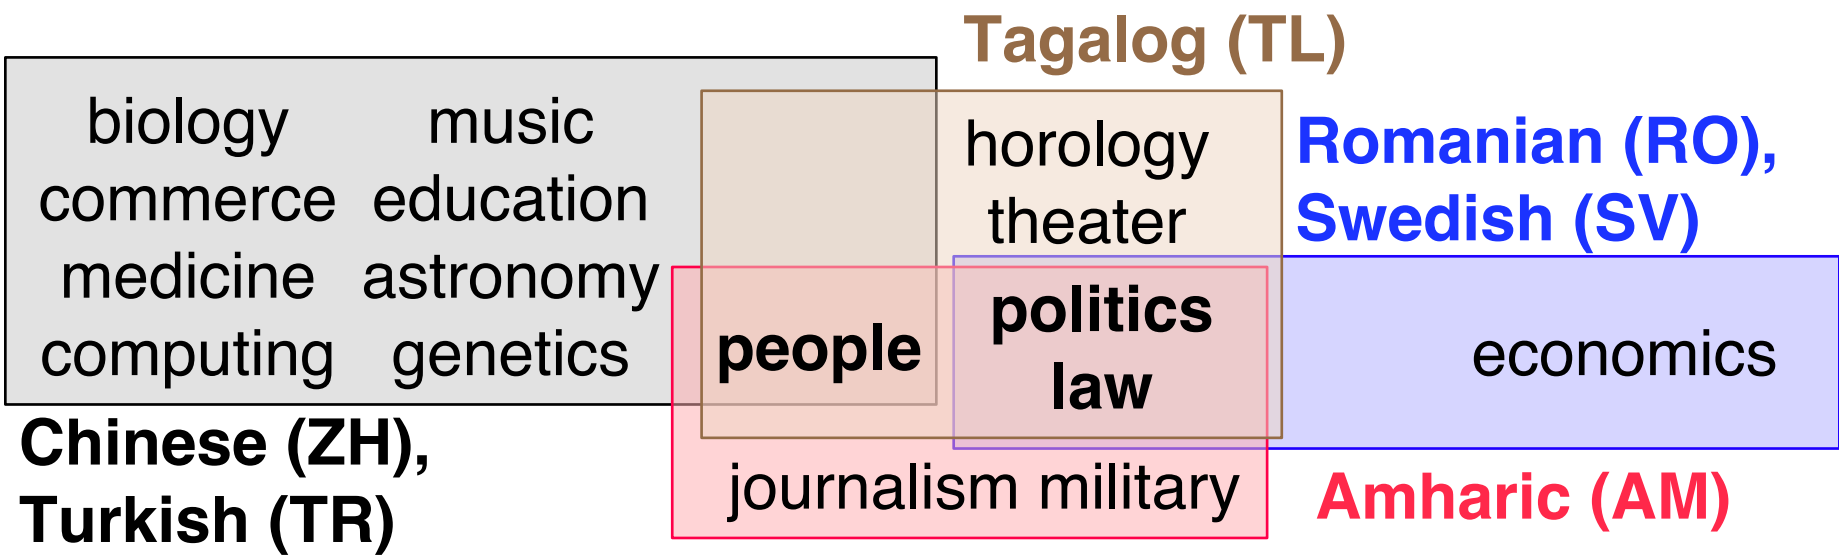 Tagalog (TL)
biology music
commerce education
medicine astronomy
computing genetics
horology
theater
Romanian (RO),
Swedish (SV)
people
politics
law
economics
Chinese (ZH),
Turkish (TR)
journalism military
Amharic (AM)